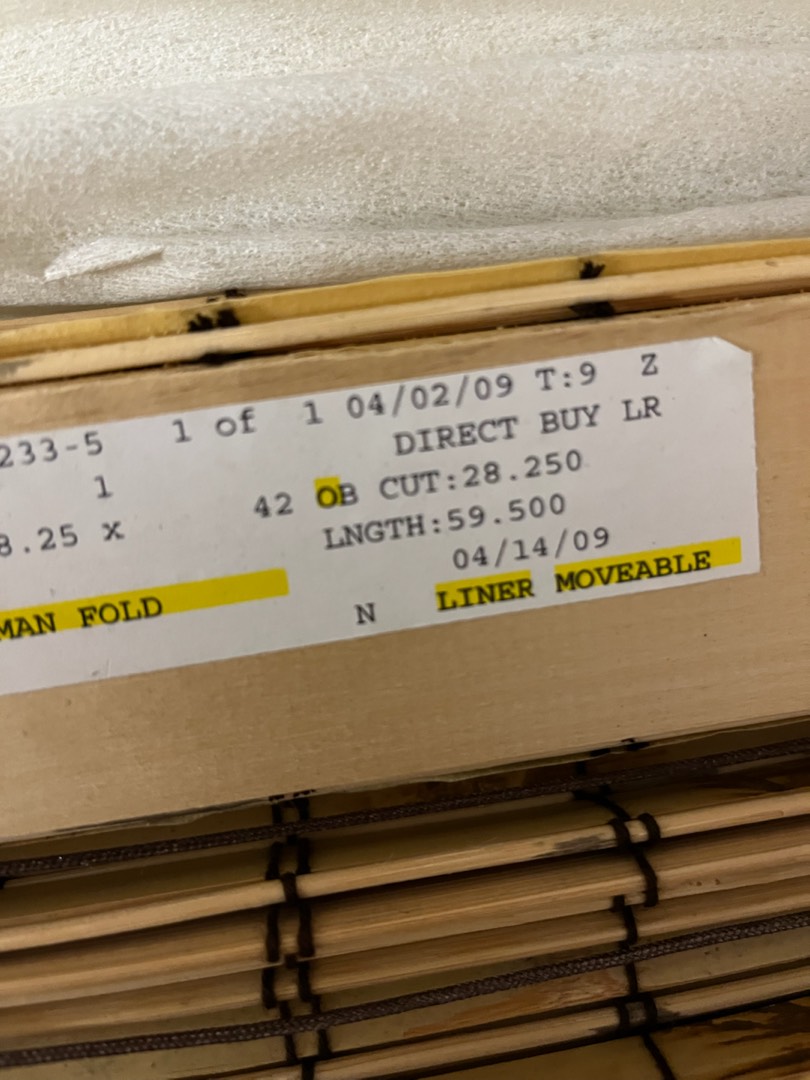 233-5 1 of 1 04/02/09 T:9 Z
1 DIRECT BUY LR
8.25 x 42 OB CUT:28.250
LNGTH:59.500
04/14/09
MAN FOLD N LINER MOVEABLE